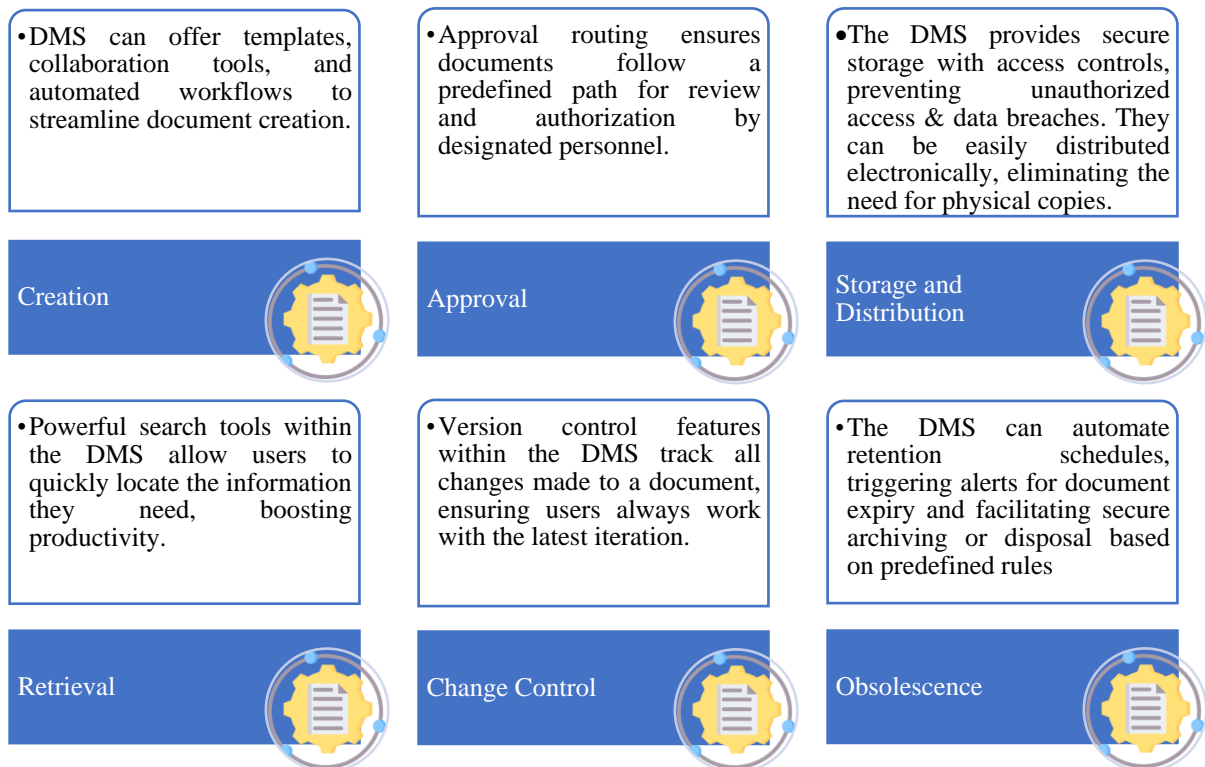 •DMS can offer templates,
collaboration tools, and
automated workflows to
streamline document creation.
Creation
•Approval routing ensures
documents follow a
predefined path for review
and authorization by
designated personnel.
Approval
•The DMS provides secure
storage with access controls,
preventing unauthorized
access & data breaches. They
can be easily distributed
electronically, eliminating the
need for physical copies.
Storage and
Distribution
•Powerful search tools within
the DMS allow users to
quickly locate the information
they need, boosting
productivity.
Retrieval
•Version control features
within the DMS track all
changes made to a document,
ensuring users always work
with the latest iteration.
Change Control
•The DMS can automate
retention schedules,
triggering alerts for document
expiry and facilitating secure
archiving or disposal based
on predefined rules
Obsolescence